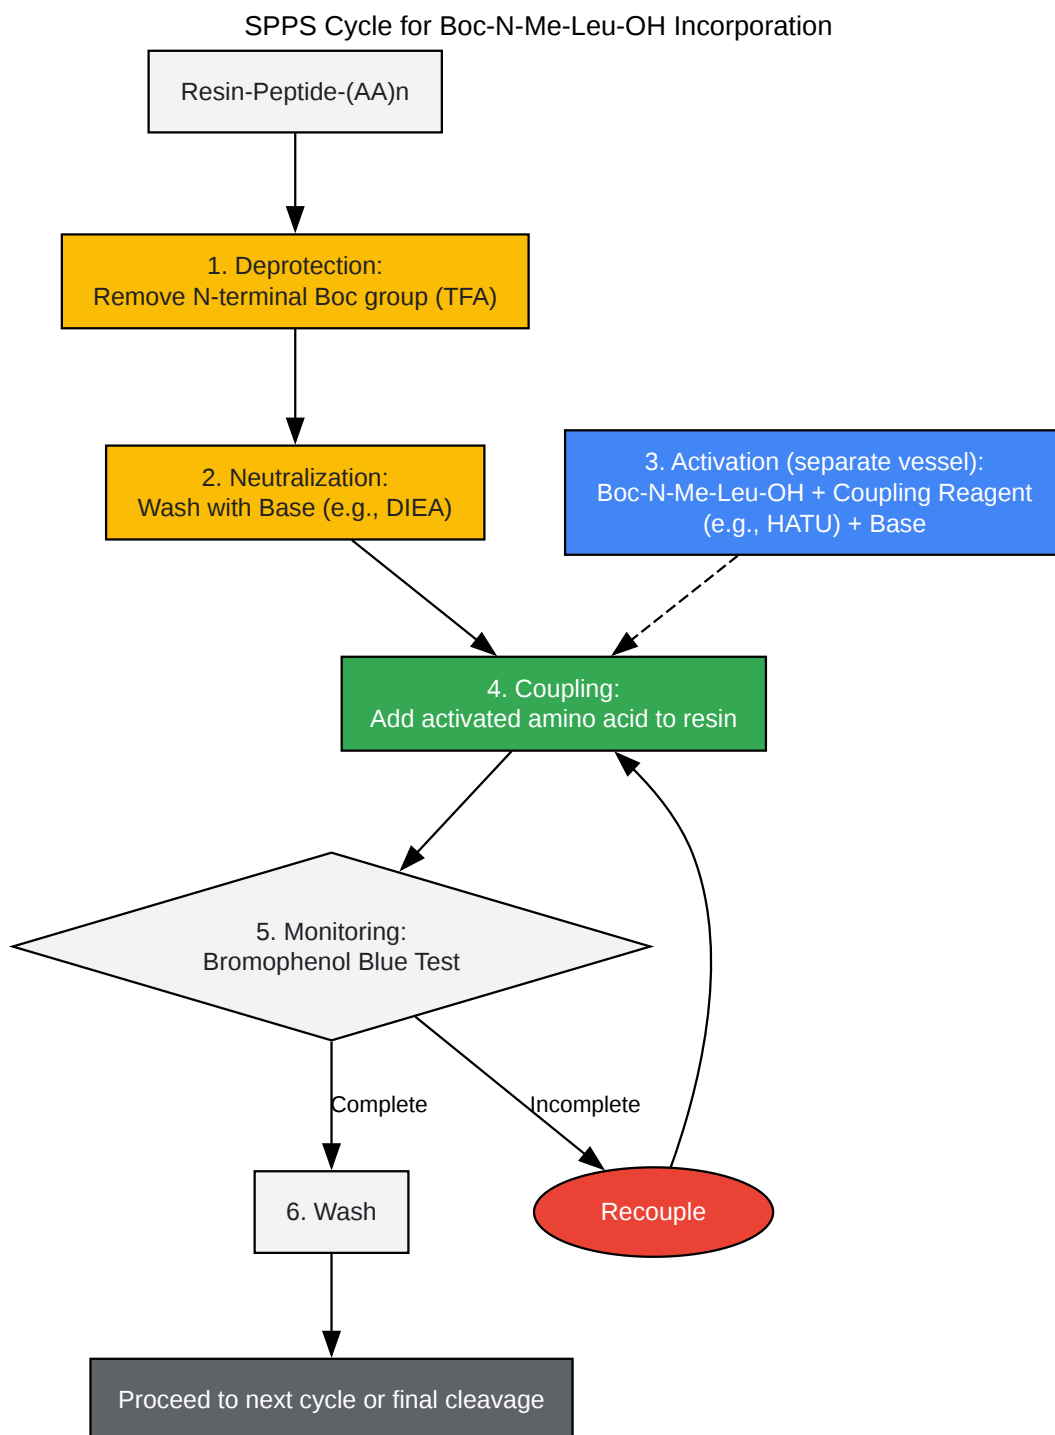 SPPS Cycle for Boc-N-Me-Leu-OH Incorporation
Resin-Peptide-(AA)n
1. Deprotection:
Remove N-terminal Boc group (TFA)
2. Neutralization:
Wash with Base (e.g., DIEA)
3. Activation (separate vessel):
Boc-N-Me-Leu-OH + Coupling Reagent
(e.g., HATU) + Base
4. Coupling:
Add activated amino acid to resin
5. Monitoring:
Bromophenol Blue Test
Complete
Incomplete
6. Wash
Recouple
Proceed to next cycle or final cleavage